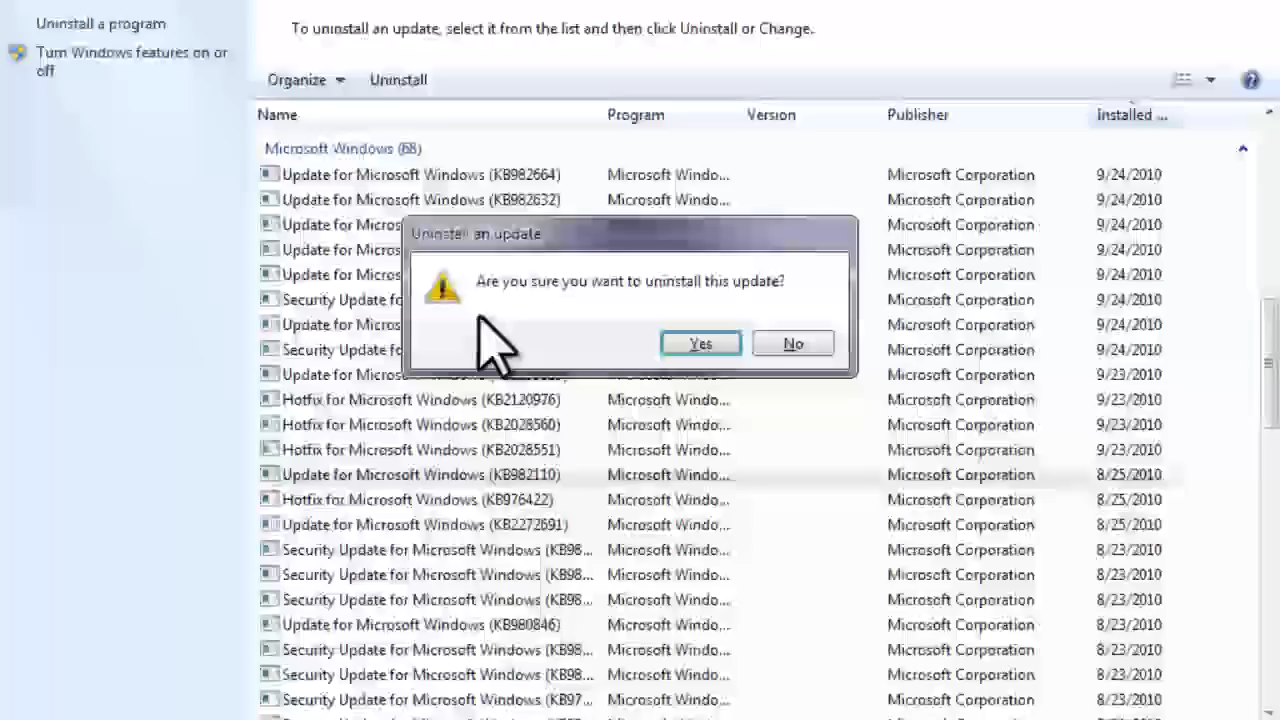 Uninstall a program
Turn Windows features on or
off
To uninstall an update, select it from the list and then click Uninstall or Change.
Organize Uninstall
Name Program Version Publisher Installed ...
Microsoft Windows (68)
Update for Microsoft Windows (KB982664) Microsoft Windo... Microsoft Corporation 9/24/2010
Update for Microsoft Windows (KB982632) Microsoft Windo... Microsoft Corporation 9/24/2010
Update for Micros Microsoft Corporation 9/24/2010
Uninstall an update
Update for Micros Microsoft Corporation 9/24/2010
Update for Micros Microsoft Corporation 9/24/2010
Are you sure you want to uninstall this update?
Security Update fo Microsoft Corporation 9/24/2010
Update for Micros Microsoft Corporation 9/24/2010
Yes No
Security Update fo Microsoft Corporation 9/24/2010
Update for Micros Microsoft Windo... Microsoft Corporation 9/23/2010
Hotfix for Microsoft Windows (KB2120976) Microsoft Windo... Microsoft Corporation 9/23/2010
Hotfix for Microsoft Windows (KB2028560) Microsoft Windo... Microsoft Corporation 9/23/2010
Hotfix for Microsoft Windows (KB2028551) Microsoft Windo... Microsoft Corporation 9/23/2010
Update for Microsoft Windows (KB982110) Microsoft Windo... Microsoft Corporation 8/25/2010
Hotfix for Microsoft Windows (KB976422) Microsoft Windo... Microsoft Corporation 8/25/2010
Update for Microsoft Windows (KB2272691) Microsoft Windo... Microsoft Corporation 8/25/2010
Security Update for Microsoft Windows (KB98... Microsoft Windo... Microsoft Corporation 8/23/2010
Security Update for Microsoft Windows (KB98... Microsoft Windo... Microsoft Corporation 8/23/2010
Security Update for Microsoft Windows (KB98... Microsoft Windo... Microsoft Corporation 8/23/2010
Update for Microsoft Windows (KB980846) Microsoft Windo... Microsoft Corporation 8/23/2010
Security Update for Microsoft Windows (KB98... Microsoft Windo... Microsoft Corporation 8/23/2010
Security Update for Microsoft Windows (KB98... Microsoft Windo... Microsoft Corporation 8/23/2010
Security Update for Microsoft Windows (KB97... Microsoft Windo... Microsoft Corporation 8/23/2010